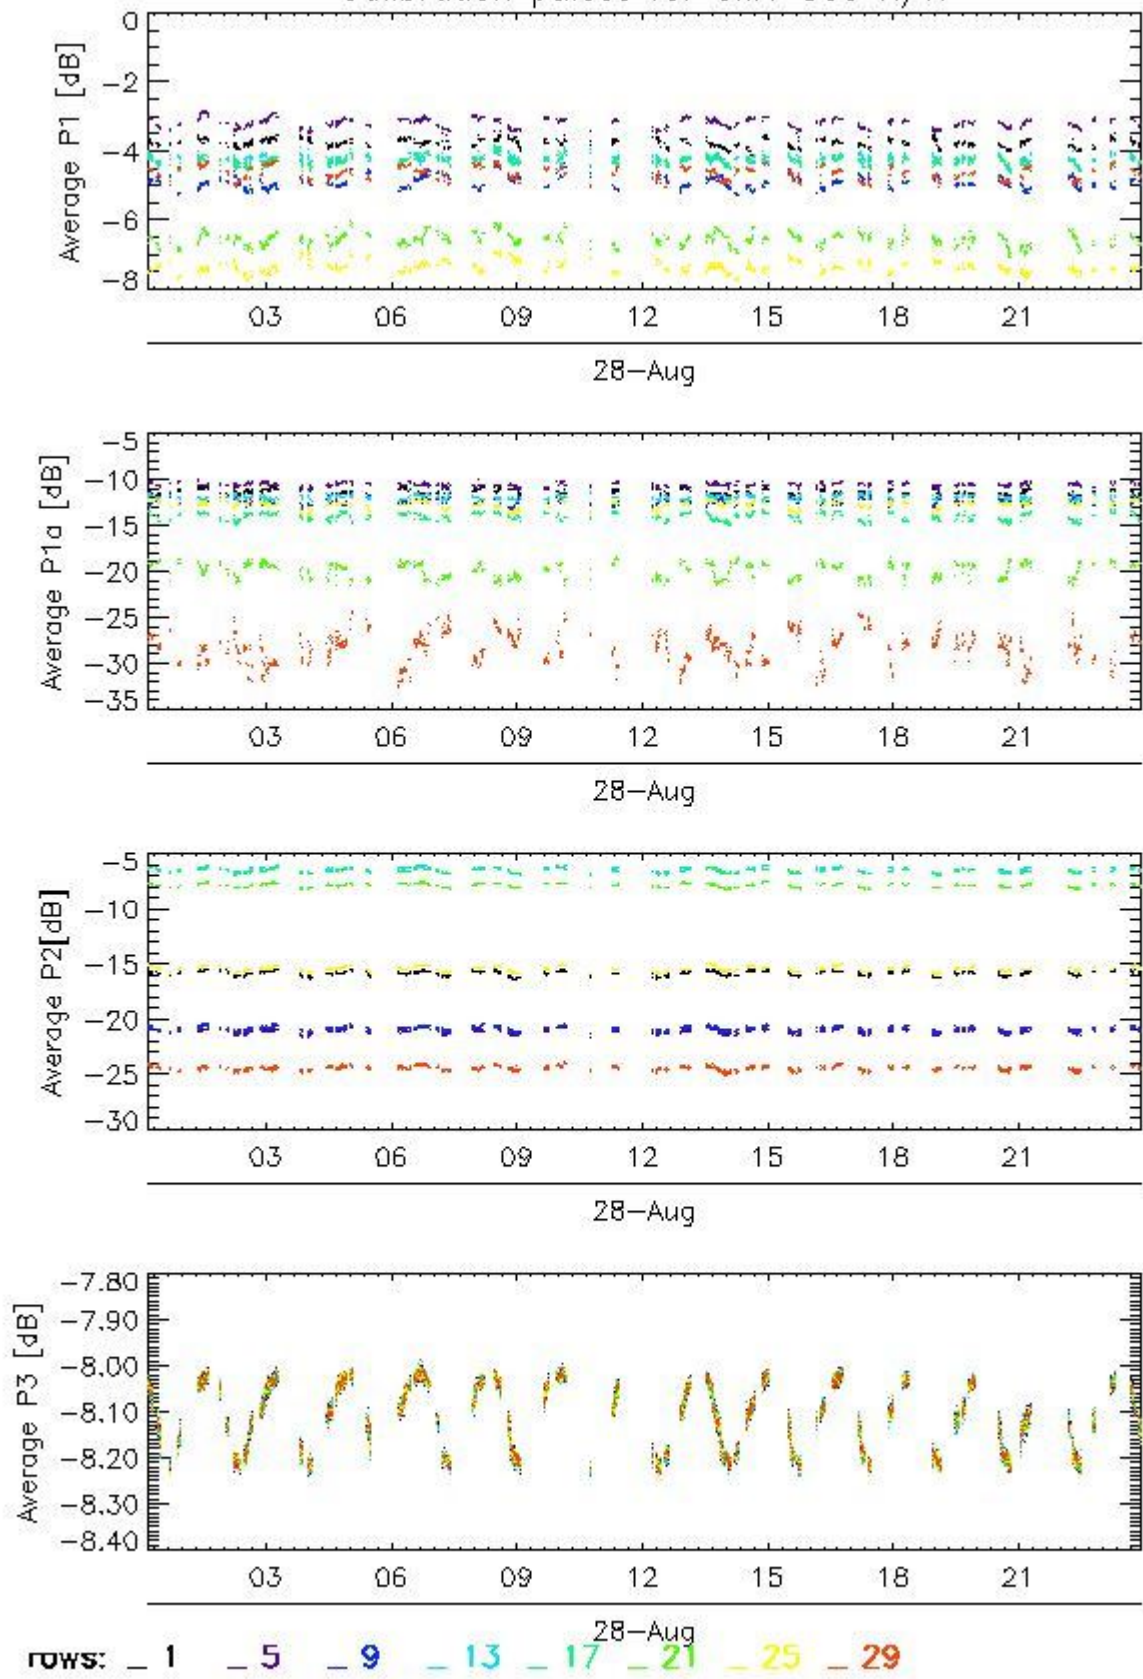 Average P1 [dB]
0
-2
-4
-6
-8
03 06 09 12 15 18 21
28-Aug
Average P1a [dB]
-5
-10
-15
-20
-25
-30
-35
03 06 09 12 15 18 21
28-Aug
Average P2[dB]
-5
-10
-15
-20
-25
-30
03 06 09 12 15 18 21
28-Aug
Average P3 [dB]
-7.80
-7.90
-8.00
-8.10
-8.20
-8.30
-8.40
03 06 09 12 15 18 21
28-Aug
rows: _ 1 _ 5 _ 9 _ 13 _ 17 _ 21 _ 25 _ 29